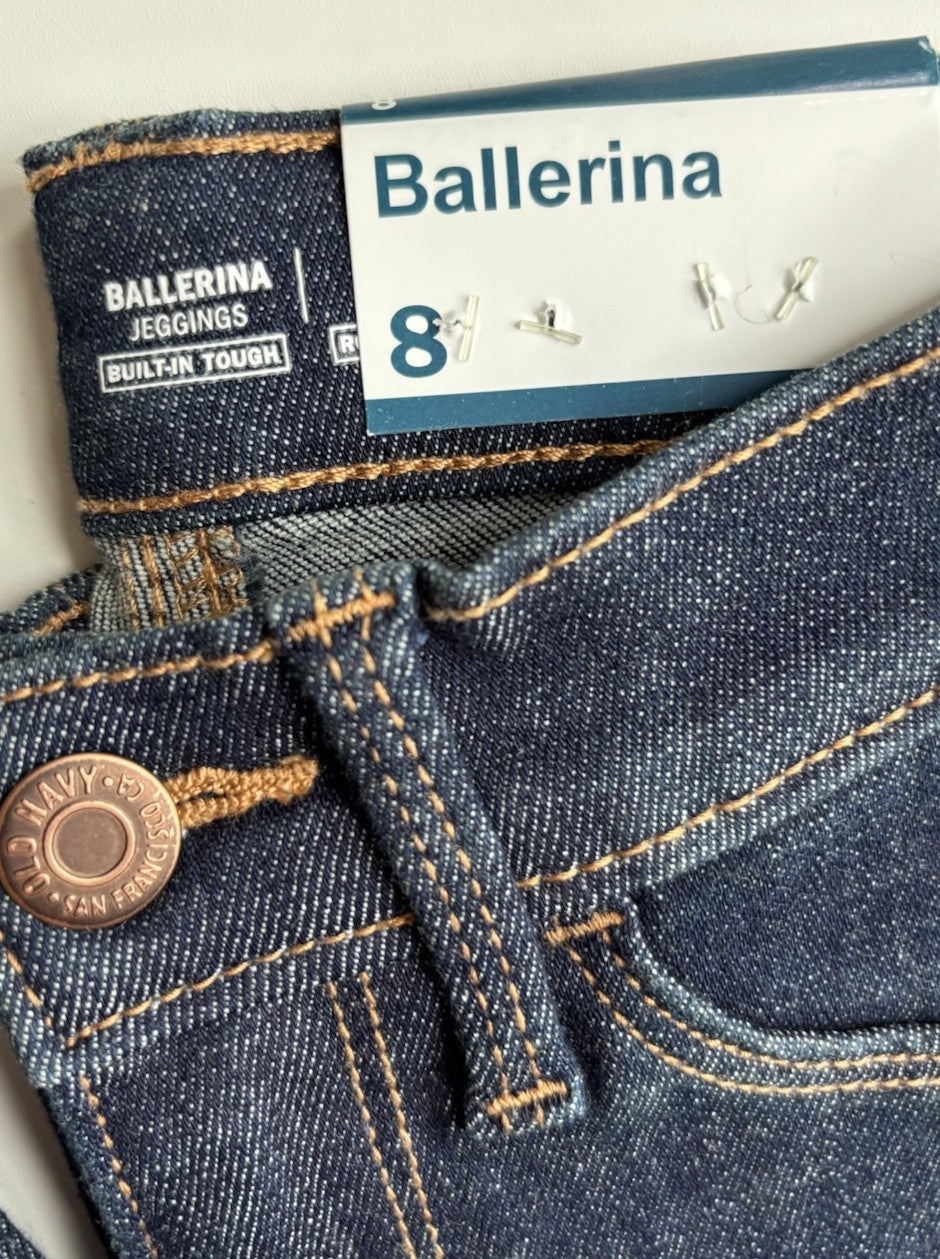 Ballerina
8
BALLERINA
JEGGINGS
BUILT-IN TOUGH
OLD NAVY · SAN FRANCISCO CA ·